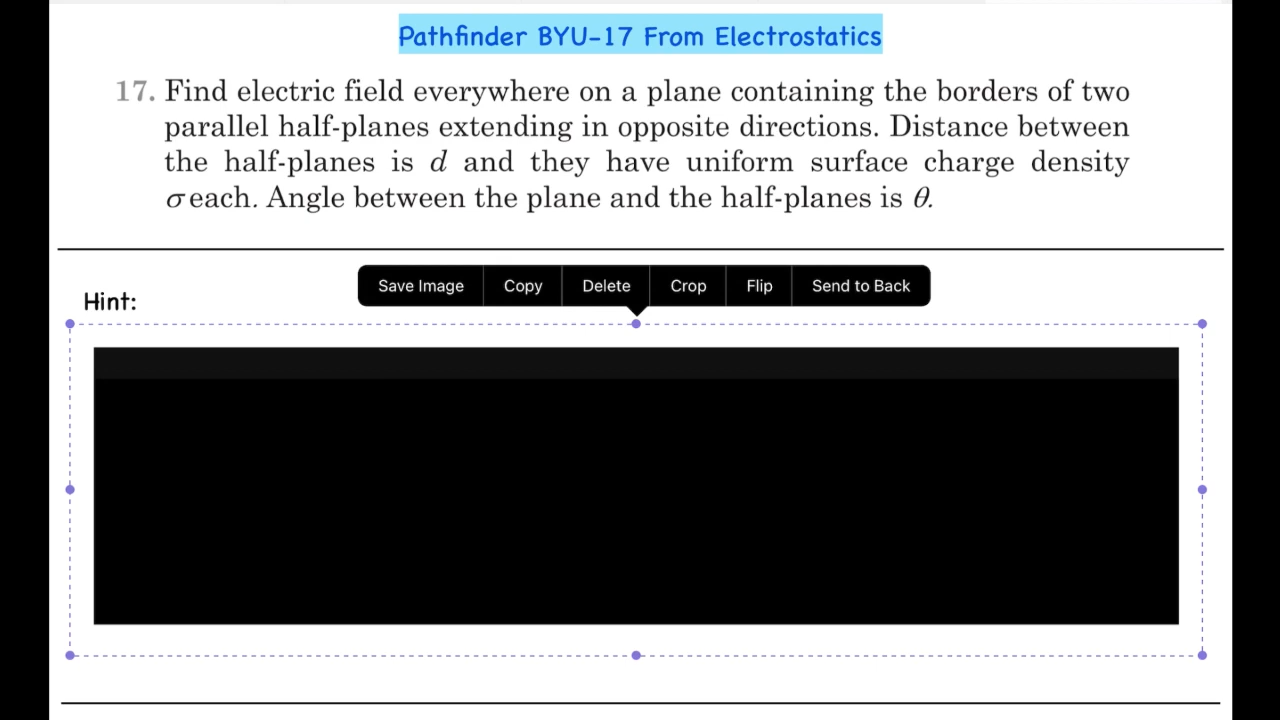 Pathfinder BYU-17 From Electrostatics
17. Find electric field everywhere on a plane containing the borders of two
parallel half-planes extending in opposite directions. Distance between
the half-planes is d and they have uniform surface charge density
σ each. Angle between the plane and the half-planes is θ.
Save Image Copy Delete Crop Flip Send to Back
Hint: